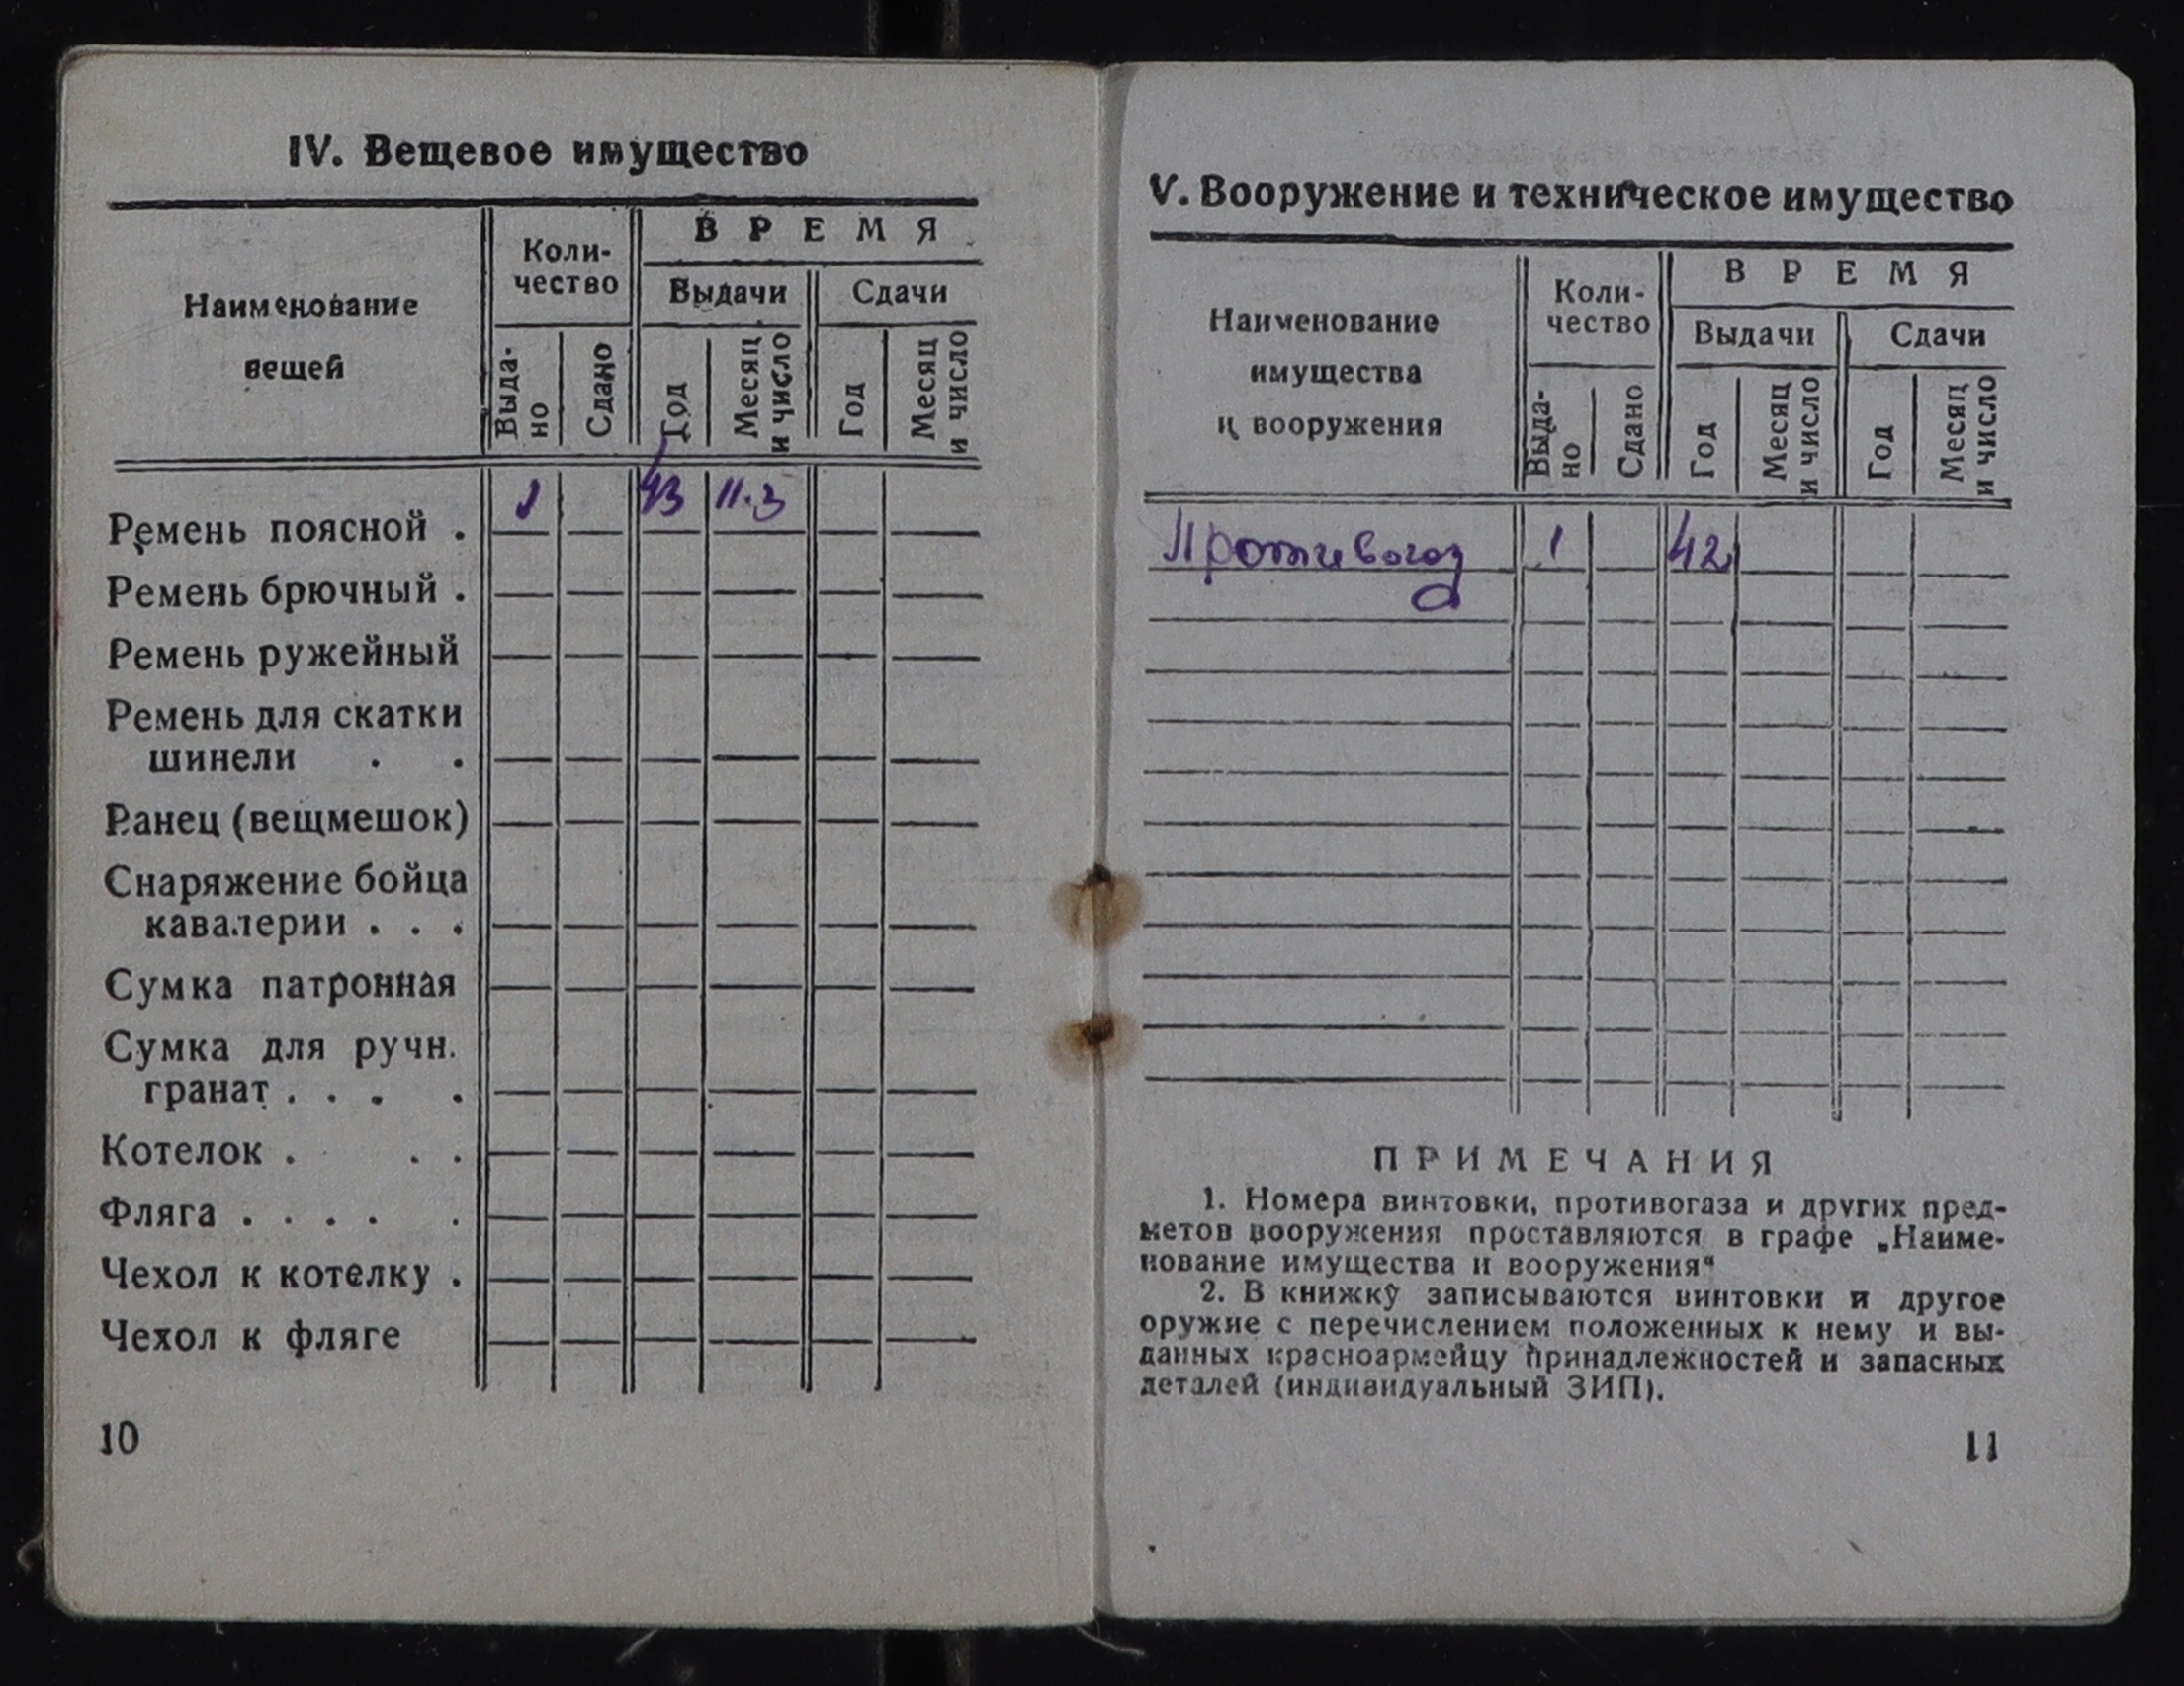 IV. Вещевое имущество
Наименование вещей
Коли-
чество
ВРЕМЯ
Выдачи
Сдачи
Выда-
но
Сдано
Год
Месяц
и число
Год
Месяц
и число
Ремень поясной . 1 43 11.3
Ремень брючный .
Ремень ружейный
Ремень для скатки
шинели . .
Ранец (вещмешок)
Снаряжение бойца
кавалерии . . .
Сумка патронная
Сумка для ручн.
гранат . . . .
Котелок . . .
Фляга . . . . .
Чехол к котелку .
Чехол к фляге
10
V. Вооружение и техническое имущество
Наименование
имущества
и вооружения
Коли-
чество
ВРЕМЯ
Выдачи
Сдачи
Выда-
но
Сдано
Год
Месяц
и число
Год
Месяц
и число
Противогаз 1 42
ПРИМЕЧАНИЯ
1. Номера винтовки, противогаза и других пред-
метов вооружения проставляются в графе „Наиме-
нование имущества и вооружения“
2. В книжку записываются винтовки и другое
оружие с перечислением положенных к нему и вы-
данных красноармейцу принадлежностей и запасных
деталей (индивидуальный ЗИП).
11